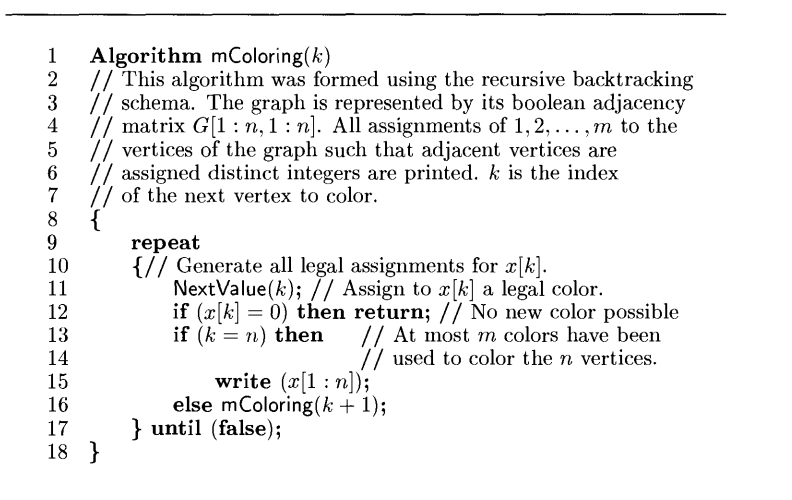 1 Algorithm mColoring(k)
2 // This algorithm was formed using the recursive backtracking
3 // schema. The graph is represented by its boolean adjacency
4 // matrix G[1 : n, 1 : n]. All assignments of 1, 2, . . . , m to the
5 // vertices of the graph such that adjacent vertices are
6 // assigned distinct integers are printed. k is the index
7 // of the next vertex to color.
8 {
9 repeat
10 {// Generate all legal assignments for x[k].
11 NextValue(k); // Assign to x[k] a legal color.
12 if (x[k] = 0) then return; // No new color possible
13 if (k = n) then // At most m colors have been
14 // used to color the n vertices.
15 write (x[1 : n]);
16 else mColoring(k + 1);
17 } until (false);
18 }